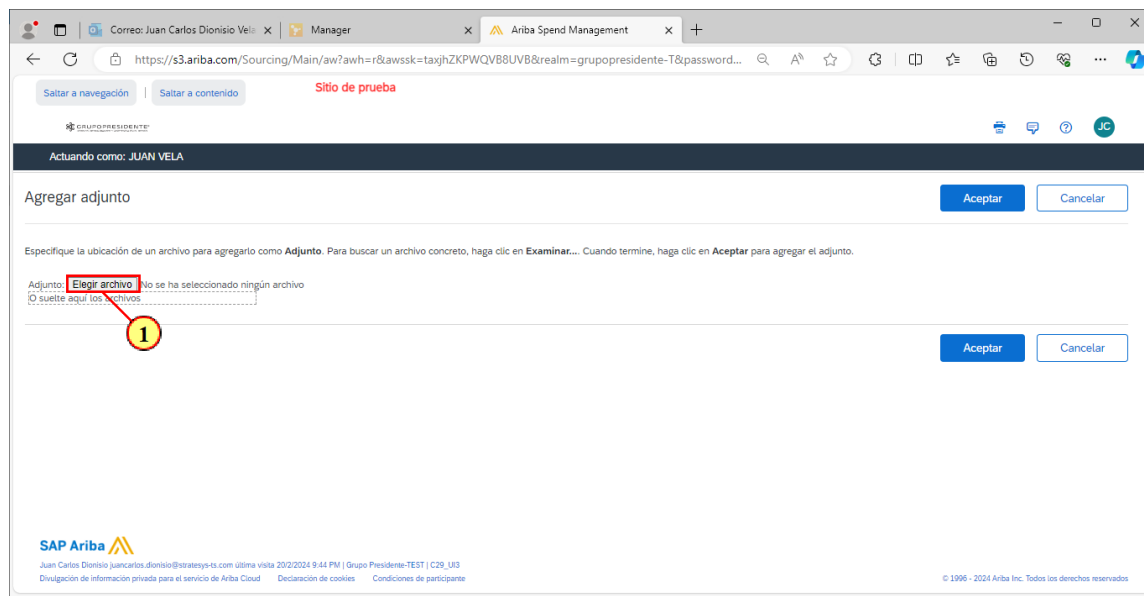 Correo: Juan Carlos Dionisio Vela
Manager
Ariba Spend Management
https://s3.ariba.com/Sourcing/Main/aw?awh=r&awssk=taxjhZKPWQVB8UVB&realm=grupopresidente-T&password...
Saltar a navegación | Saltar a contenido
Sitio de prueba
GRUPOPRESIDENTE
JC
Actuando como: JUAN VELA
Agregar adjunto
Aceptar
Cancelar
Especifique la ubicación de un archivo para agregarlo como Adjunto. Para buscar un archivo concreto, haga clic en Examinar.... Cuando termine, haga clic en Aceptar para agregar el adjunto.
Adjunto: Elegir archivo No se ha seleccionado ningún archivo
O suelte aquí los archivos
1
Aceptar
Cancelar
SAP Ariba
Juan Carlos Dionisio juancarlos.dionisio@stratesys-ts.com última visita 20/2/2024 9:44 PM | Grupo Presidente-TEST | C29_UI3
Divulgación de información privada para el servicio de Ariba Cloud Declaración de cookies Condiciones de participante
© 1996 - 2024 Ariba Inc. Todos los derechos reservados